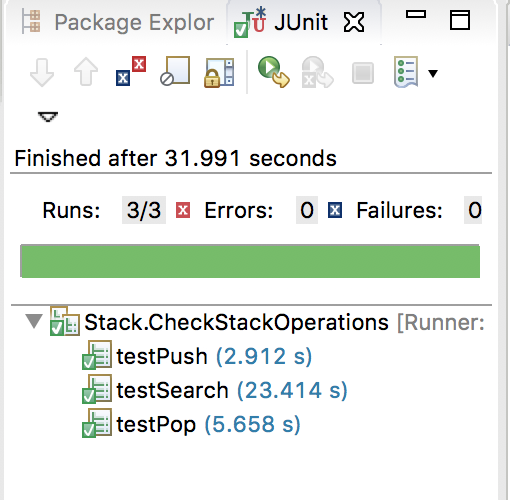 Package Explor JUnit
Finished after 31.991 seconds
Runs: 3/3 Errors: 0 Failures: 0
Stack.CheckStackOperations [Runner:
testPush (2.912 s)
testSearch (23.414 s)
testPop (5.658 s)